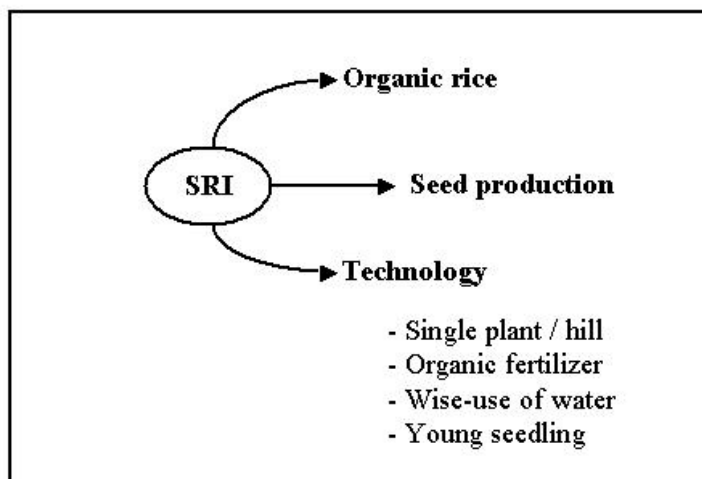 Organic rice
SRI
Seed production
Technology
- Single plant / hill
- Organic fertilizer
- Wise-use of water
- Young seedling